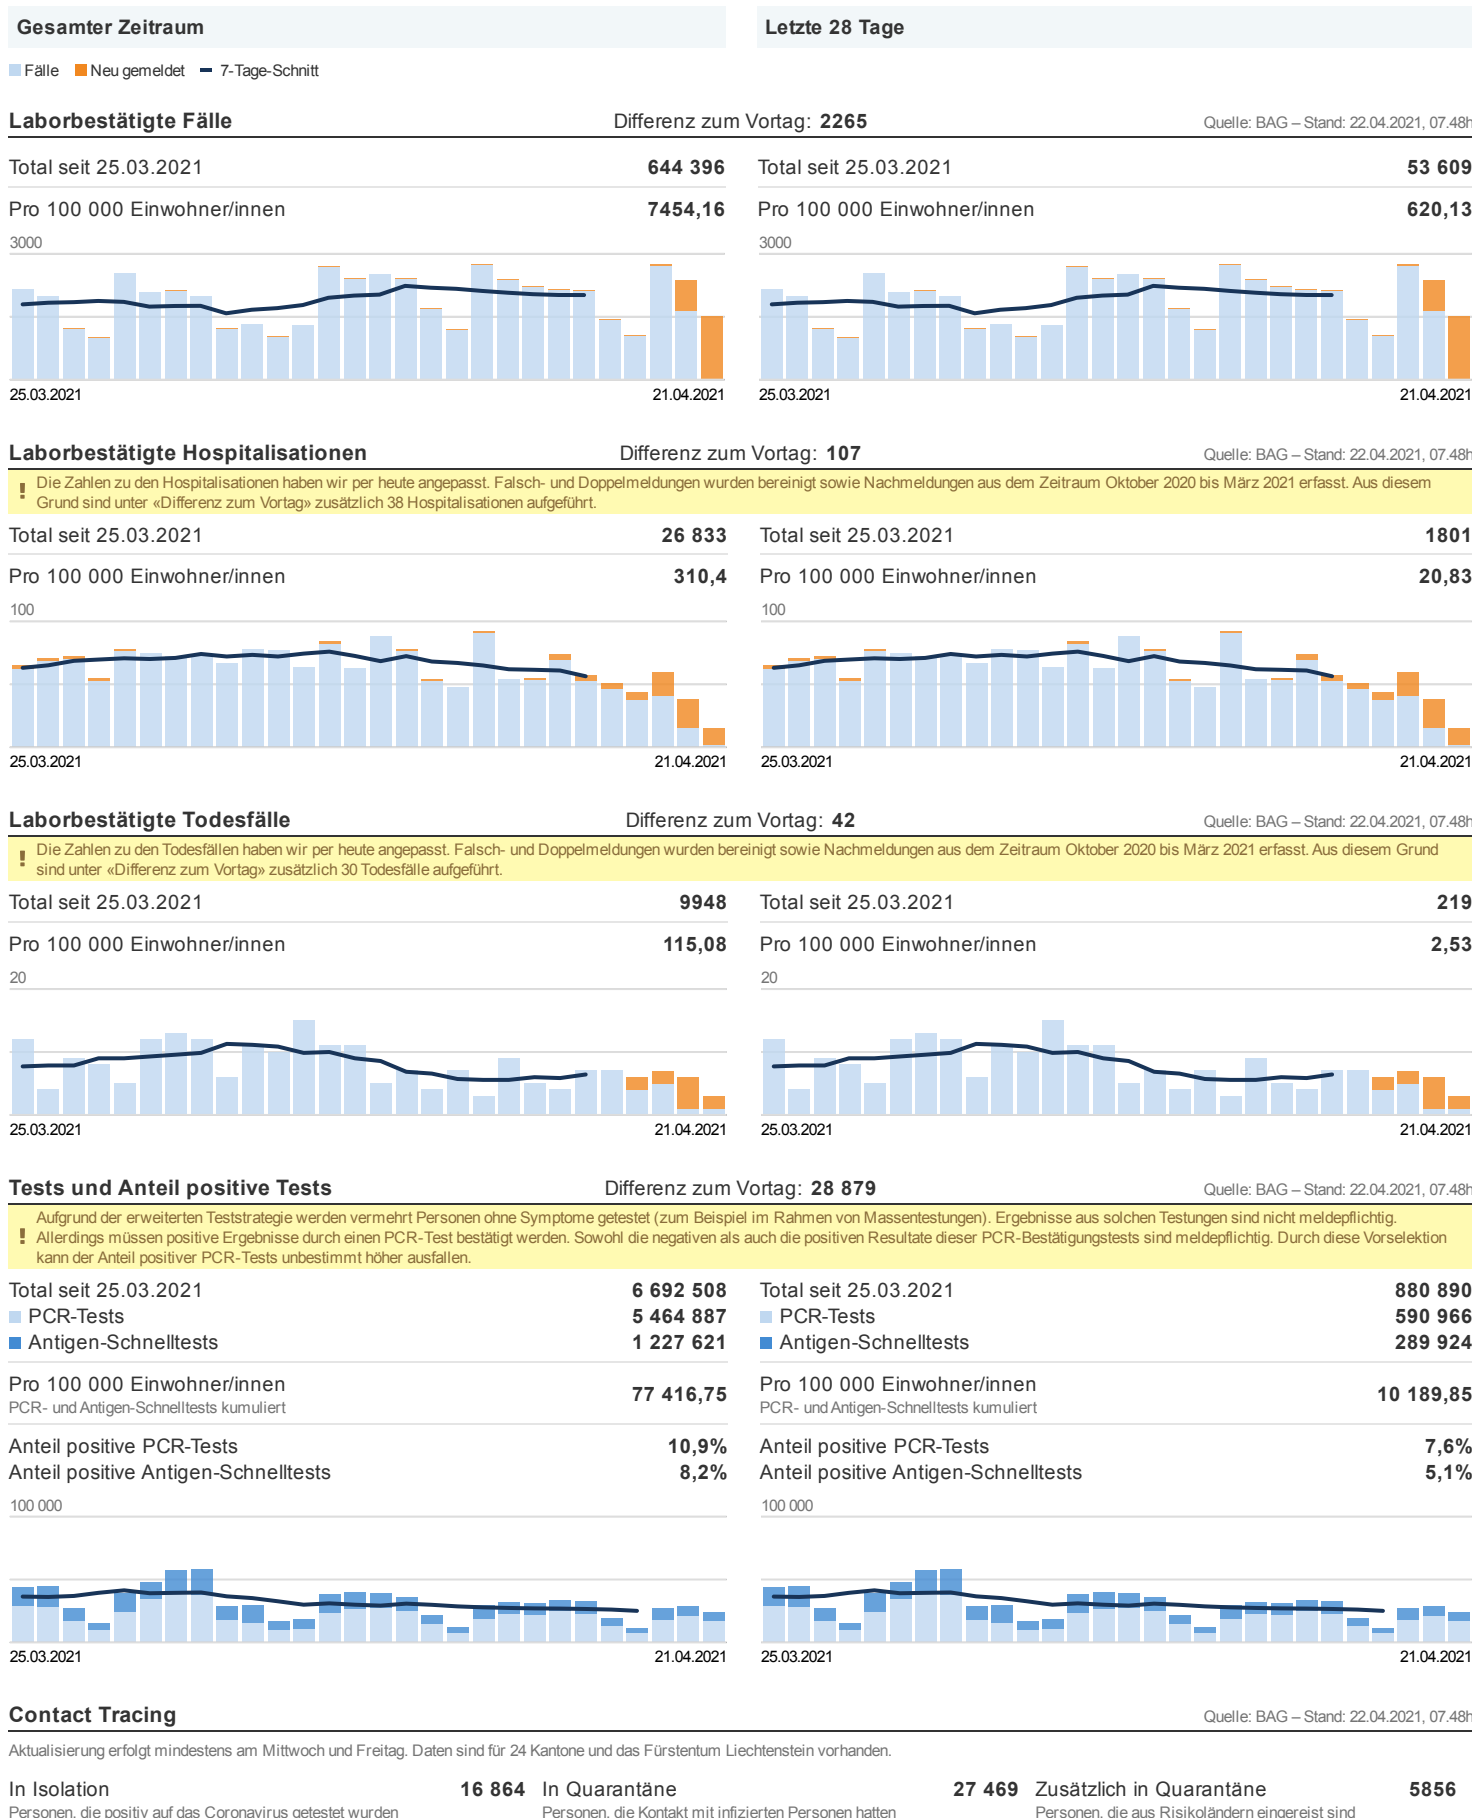 Gesamter Zeitraum
Letzte 28 Tage
Fälle Neu gemeldet 7-Tage-Schnitt
Laborbestätigte Fälle Differenz zum Vortag: 2265 Quelle: BAG – Stand: 22.04.2021, 07.48h
Total seit 25.03.2021 644 396 Total seit 25.03.2021 53 609
Pro 100 000 Einwohner/innen 7454,16 Pro 100 000 Einwohner/innen 620,13
3000 3000
25.03.2021 21.04.2021 25.03.2021 21.04.2021
Laborbestätigte Hospitalisationen Differenz zum Vortag: 107 Quelle: BAG – Stand: 22.04.2021, 07.48h
! Die Zahlen zu den Hospitalisationen haben wir per heute angepasst. Falsch- und Doppelmeldungen wurden bereinigt sowie Nachmeldungen aus dem Zeitraum Oktober 2020 bis März 2021 erfasst. Aus diesem
Grund sind unter «Differenz zum Vortag» zusätzlich 38 Hospitalisationen aufgeführt.
Total seit 25.03.2021 26 833 Total seit 25.03.2021 1801
Pro 100 000 Einwohner/innen 310,4 Pro 100 000 Einwohner/innen 20,83
100 100
25.03.2021 21.04.2021 25.03.2021 21.04.2021
Laborbestätigte Todesfälle Differenz zum Vortag: 42 Quelle: BAG – Stand: 22.04.2021, 07.48h
! Die Zahlen zu den Todesfällen haben wir per heute angepasst. Falsch- und Doppelmeldungen wurden bereinigt sowie Nachmeldungen aus dem Zeitraum Oktober 2020 bis März 2021 erfasst. Aus diesem Grund
sind unter «Differenz zum Vortag» zusätzlich 30 Todesfälle aufgeführt.
Total seit 25.03.2021 9948 Total seit 25.03.2021 219
Pro 100 000 Einwohner/innen 115,08 Pro 100 000 Einwohner/innen 2,53
20 20
25.03.2021 21.04.2021 25.03.2021 21.04.2021
Tests und Anteil positive Tests Differenz zum Vortag: 28 879 Quelle: BAG – Stand: 22.04.2021, 07.48h
Aufgrund der erweiterten Teststrategie werden vermehrt Personen ohne Symptome getestet (zum Beispiel im Rahmen von Massentestungen). Ergebnisse aus solchen Testungen sind nicht meldepflichtig.
! Allerdings müssen positive Ergebnisse durch einen PCR-Test bestätigt werden. Sowohl die negativen als auch die positiven Resultate dieser PCR-Bestätigungstests sind meldepflichtig. Durch diese Vorselektion
kann der Anteil positiver PCR-Tests unbestimmt höher ausfallen.
Total seit 25.03.2021 6 692 508 Total seit 25.03.2021 880 890
PCR-Tests 5 464 887 PCR-Tests 590 966
Antigen-Schnelltests 1 227 621 Antigen-Schnelltests 289 924
Pro 100 000 Einwohner/innen 77 416,75 Pro 100 000 Einwohner/innen 10 189,85
PCR- und Antigen-Schnelltests kumuliert PCR- und Antigen-Schnelltests kumuliert
Anteil positive PCR-Tests 10,9% Anteil positive PCR-Tests 7,6%
Anteil positive Antigen-Schnelltests 8,2% Anteil positive Antigen-Schnelltests 5,1%
100 000 100 000
25.03.2021 21.04.2021 25.03.2021 21.04.2021
Contact Tracing Quelle: BAG – Stand: 22.04.2021, 07.48h
Aktualisierung erfolgt mindestens am Mittwoch und Freitag. Daten sind für 24 Kantone und das Fürstentum Liechtenstein vorhanden.
In Isolation 16 864 In Quarantäne 27 469 Zusätzlich in Quarantäne 5856
Personen, die positiv auf das Coronavirus getestet wurden Personen, die Kontakt mit infizierten Personen hatten Personen, die aus Risikoländern eingereist sind